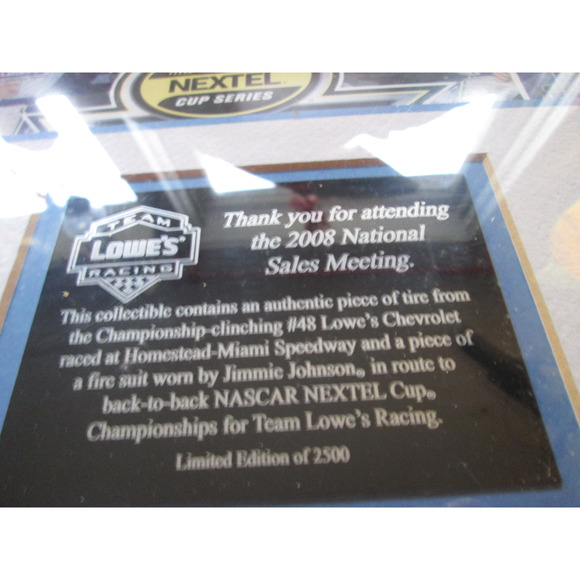 NEXTEL
CUP SERIES
TEAM
LOWE'S
RACING
Thank you for attending
the 2008 National
Sales Meeting.
This collectible contains an authentic piece of tire from
the Championship-clinching #48 Lowe's Chevrolet
raced at Homestead-Miami Speedway and a piece of
a fire suit worn by Jimmie Johnson® in route to
back-to-back NASCAR NEXTEL Cup®
Championships for Team Lowe's Racing.
Limited Edition of 2500